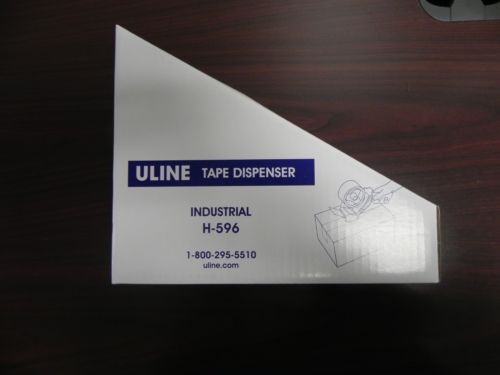 ULINE TAPE DISPENSER
INDUSTRIAL
H-596
1-800-295-5510
uline.com